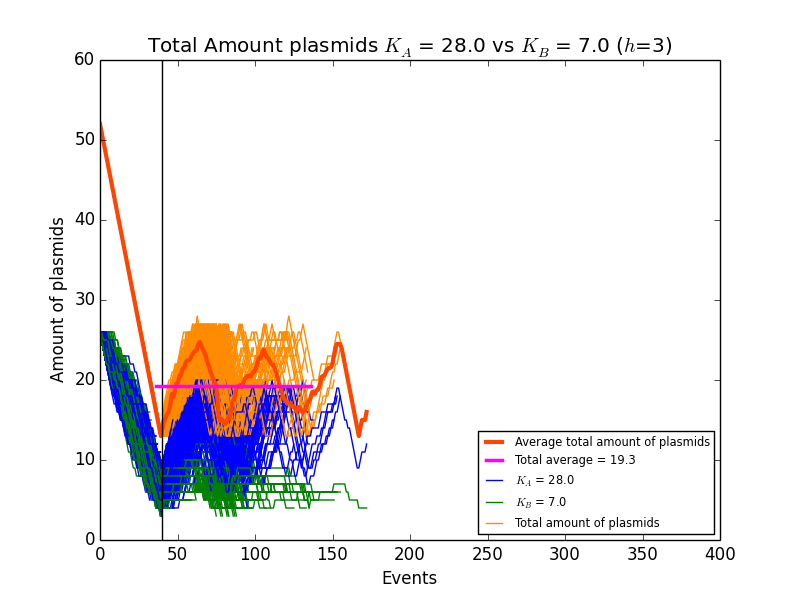 Total Amount plasmids K_A = 28.0 vs K_B = 7.0 (h=3)
60
50
40
30
20
10
0
Amount of plasmids
Average total amount of plasmids
Total average = 19.3
K_A = 28.0
K_B = 7.0
Total amount of plasmids
0 50 100 150 200 250 300 350 400
Events